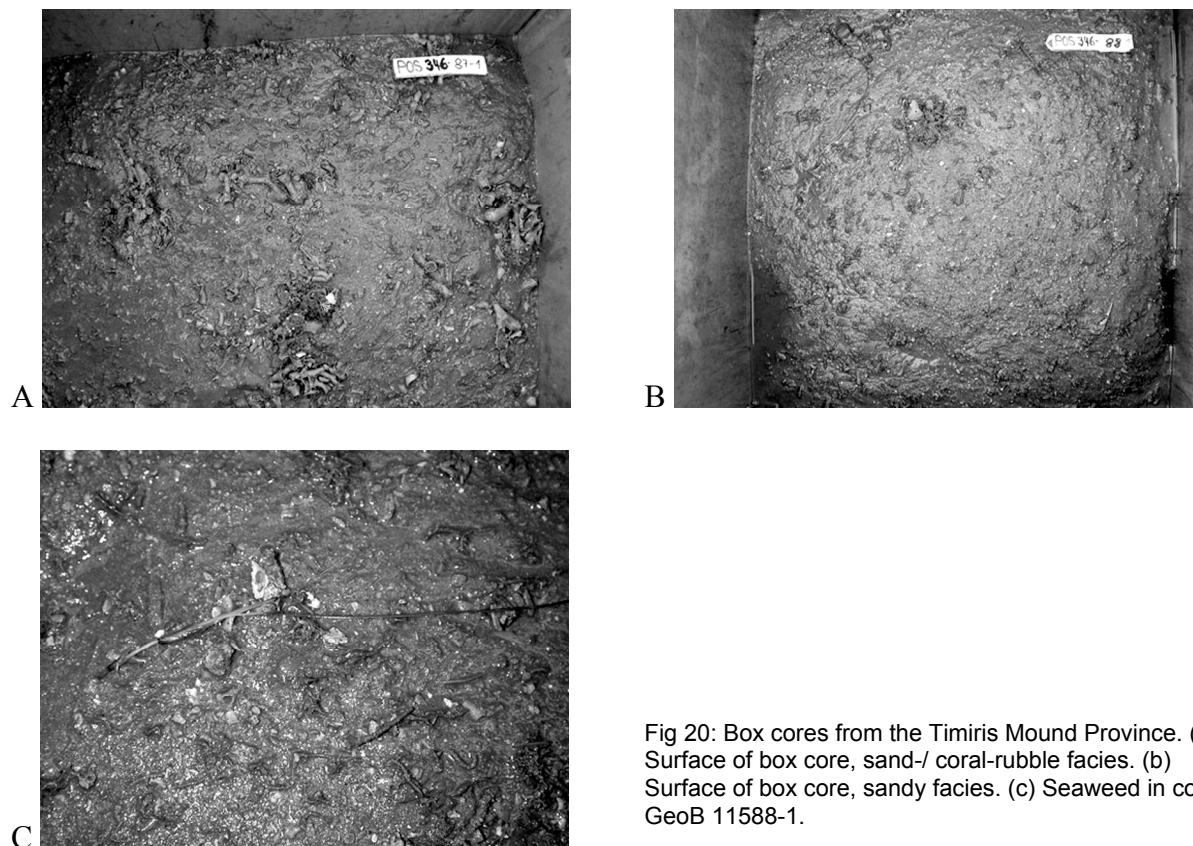 POS 346-87-1
POS 346- 88-1
A
B
C
Fig 20: Box cores from the Timiris Mound Province. (
Surface of box core, sand-/ coral-rubble facies. (b)
Surface of box core, sandy facies. (c) Seaweed in co
GeoB 11588-1.